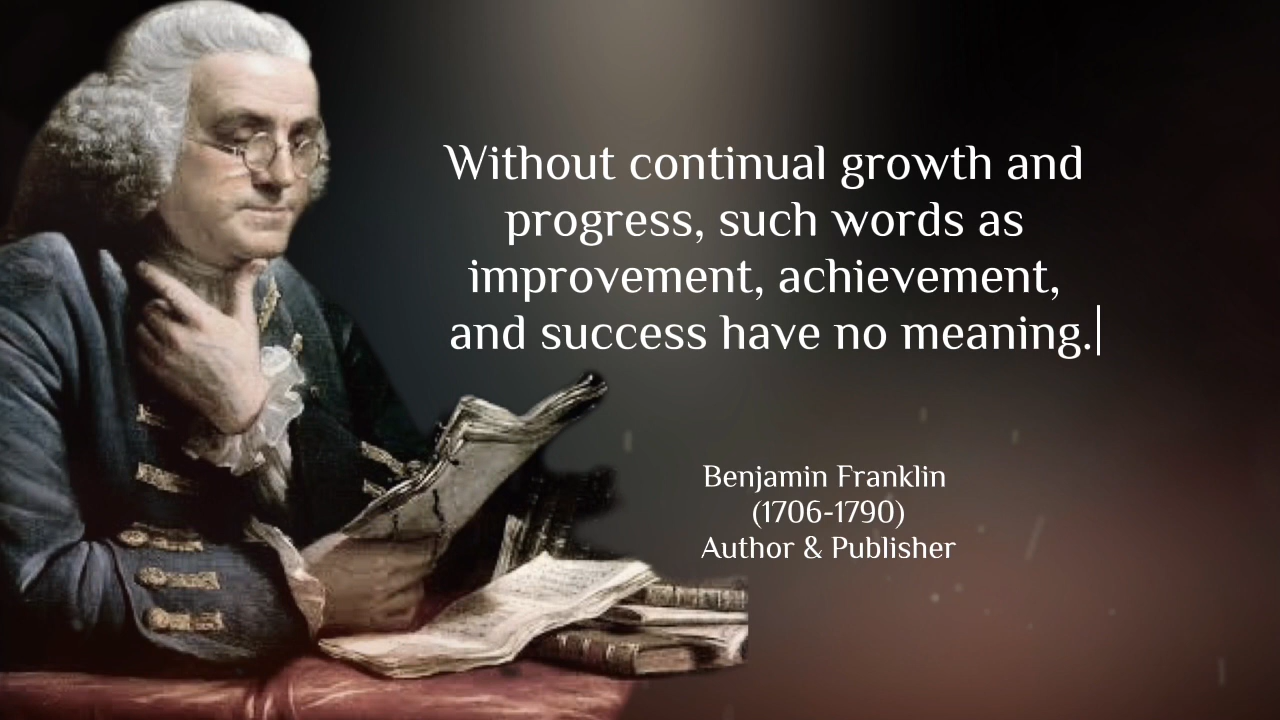 Without continual growth and
progress, such words as
improvement, achievement,
and success have no meaning.
Benjamin Franklin
(1706-1790)
Author & Publisher